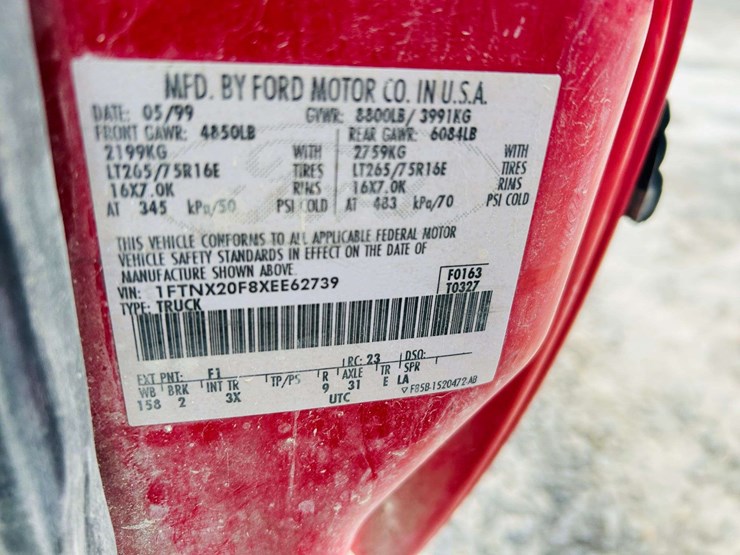 MFD. BY FORD MOTOR CO. IN U.S.A.
DATE: 05/99 GVWR: 8800LB/ 3991KG
FRONT GAWR: 4850LB REAR GAWR: 6084LB
2199KG WITH 2759KG WITH
LT265/75R16E TIRES LT265/75R16E TIRES
16X7.0K RIMS 16X7.0K RIMS
AT 345 kPa/50 PSI COLD AT 483 kPa/70 PSI COLD
THIS VEHICLE CONFORMS TO ALL APPLICABLE FEDERAL MOTOR
VEHICLE SAFETY STANDARDS IN EFFECT ON THE DATE OF
MANUFACTURE SHOWN ABOVE.
VIN: 1FTNX20F8XEE62739 F0163
TYPE: TRUCK T0327
EXT PNT: F1 RC: 23 DSO:
WB BRK INT TR TP/PS R AXLE TR SPR
158 2 3X 9 31 E LA
UTC ▽ F85B-1520472-AB